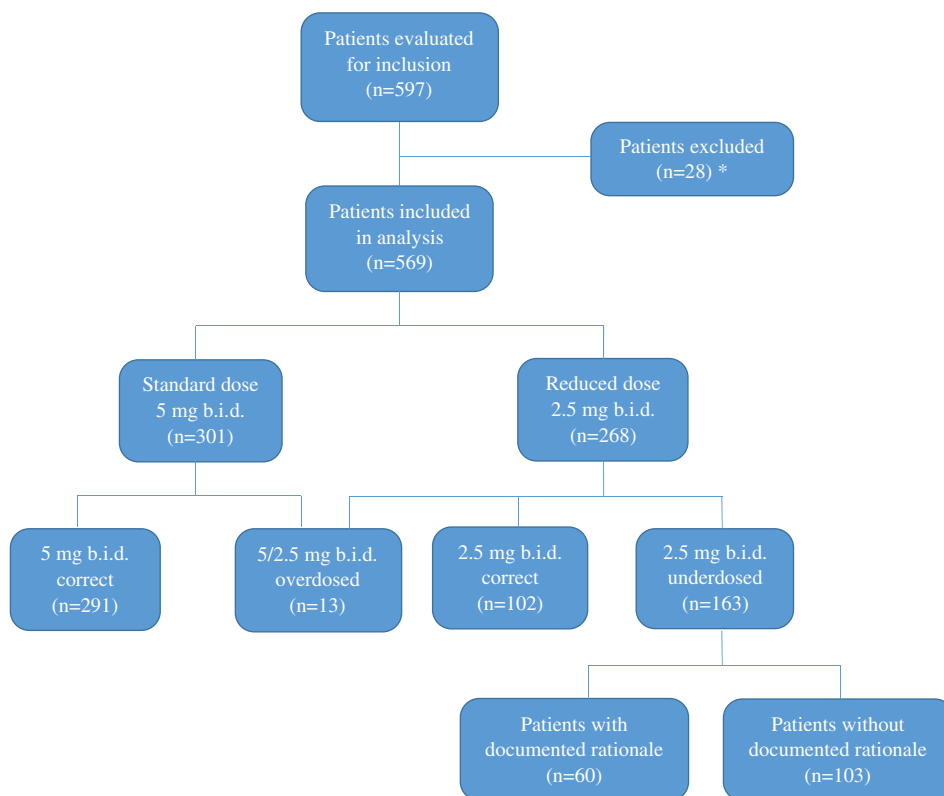 Patients evaluated
for inclusion
(n=597)
Patients excluded
(n=28) *
Patients included
in analysis
(n=569)
Standard dose
5 mg b.i.d.
(n=301)
Reduced dose
2.5 mg b.i.d.
(n=268)
5 mg b.i.d.
correct
(n=291)
5/2.5 mg b.i.d.
overdosed
(n=13)
2.5 mg b.i.d.
correct
(n=102)
2.5 mg b.i.d.
underdosed
(n=163)
Patients with
documented rationale
(n=60)
Patients without
documented rationale
(n=103)